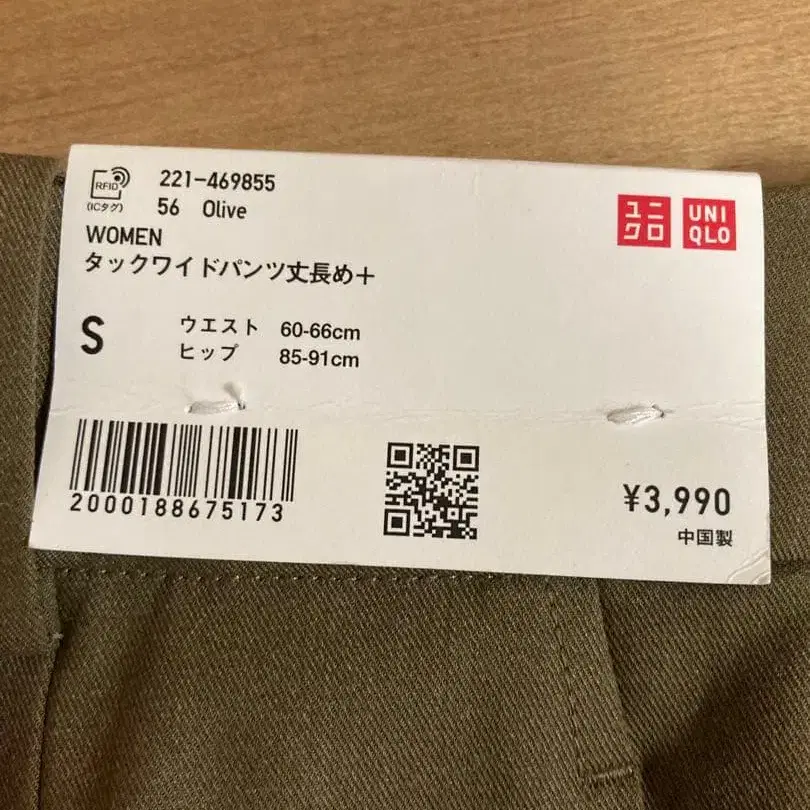 RFID
(ICタグ)
221-469855
56 Olive
WOMEN
タックワイドパンツ丈長め＋
ユニ
クロ
UNI
QLO
S
ウエスト 60-66cm
ヒップ 85-91cm
2000188675173
¥3,990
中国製